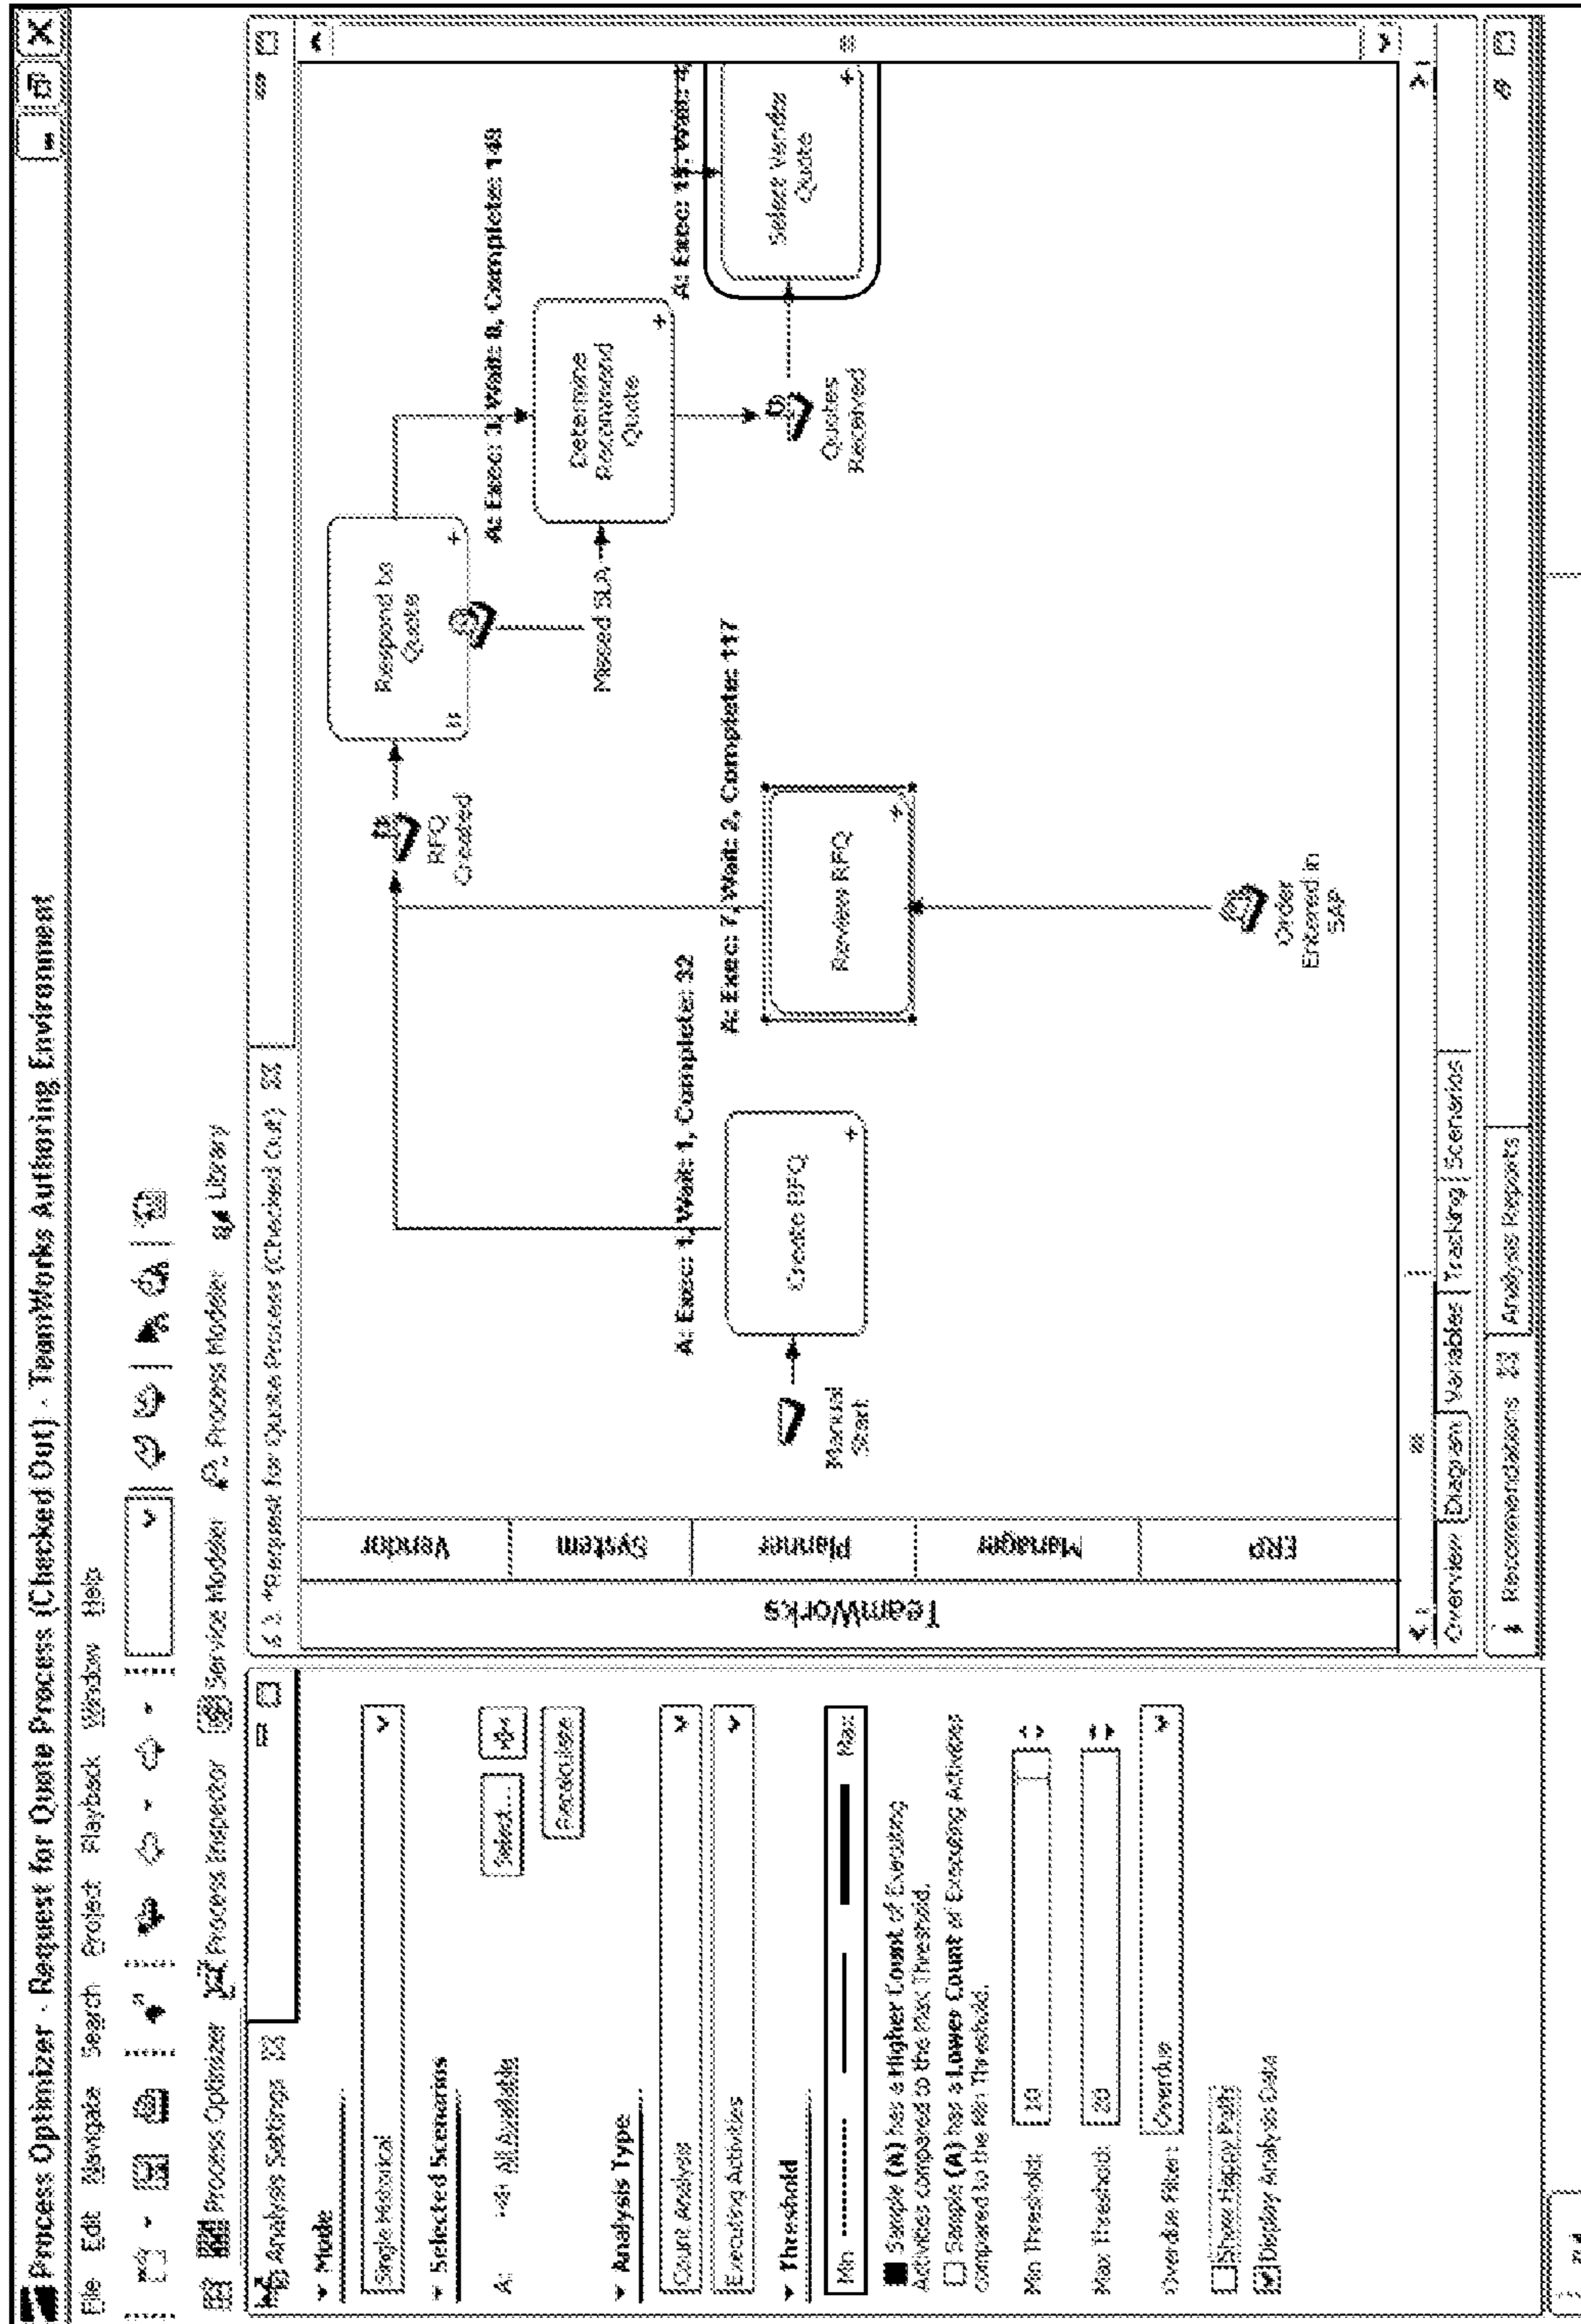 Process Optimizer - Request for Quote Process (Checked Out) - TeamWorks Authoring Environment
File Edit Navigate Search Project Playback Window Help
Process Optimizer Process Inspector Service Modeler Process Modeler Library
Analysis Settings
Mode
Single Historical
Selected Scenarios
A: All Available
Select...
Recalculate
Analysis Type
Count Analysis
Executing Activities
Threshold
Min Max
Sample (A) has a Higher Count of Executing
Activities compared to the Max Threshold.
Sample (A) has a Lower Count of Executing Activities
compared to the Min Threshold.
Min Threshold: 10
Max Threshold: 20
Overdue Filter: Overdue
Show Happy Path
Display Analysis Data
*Request for Quote Process (Checked Out)
TeamWorks
Vendor
System
Planner
Manager
ERP
Manual
Start
A: Exec: 1, Wait: 1, Complete: 32
Create RFQ
A: Exec: 7, Wait: 2, Complete: 117
Review RFQ
Order
Entered in
SAP
RFQ
Created
Respond to
Quote
Missed SLA
A: Exec: 3, Wait: 8, Complete: 148
Determine
Recommend
Quote
Quotes
Received
A: Exec: 15, Wait: 4,
Select Vendor
Quote
Overview Diagram Variables Tracking Scenarios
Recommendations Analysis Reports